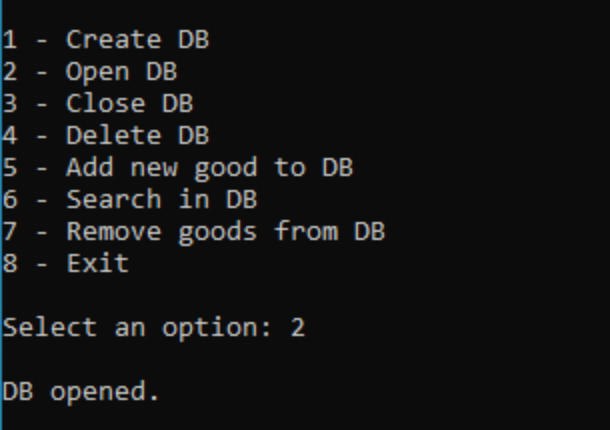 1 - Create DB
2 - Open DB
3 - Close DB
4 - Delete DB
5 - Add new good to DB
6 - Search in DB
7 - Remove goods from DB
8 - Exit
Select an option: 2
DB opened.